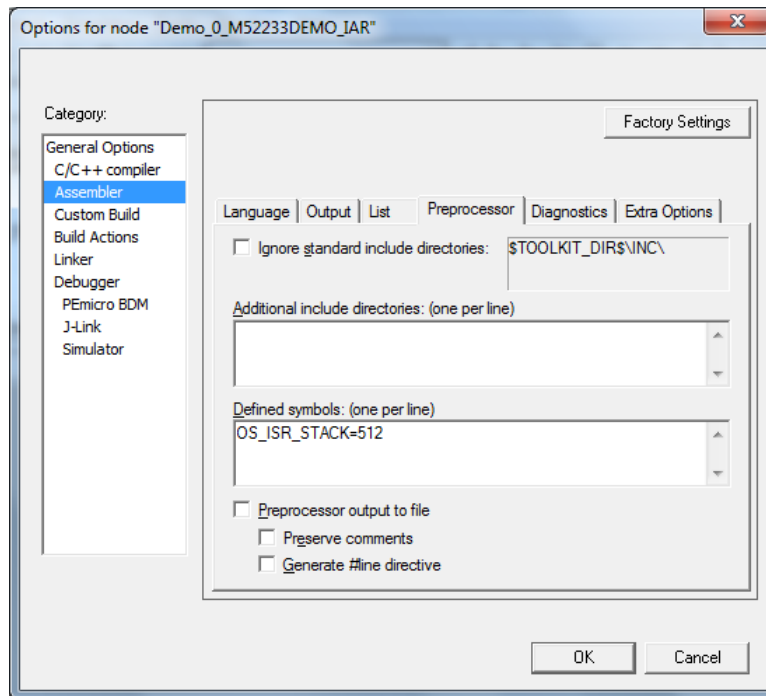 Options for node "Demo_0_M52233DEMO_IAR"
Category:
General Options
C/C++ compiler
Assembler
Custom Build
Build Actions
Linker
Debugger
PEmicro BDM
J-Link
Simulator
Factory Settings
Language Output List Preprocessor Diagnostics Extra Options
Ignore standard include directories: $TOOLKIT_DIR$\INC\
Additional include directories: (one per line)
Defined symbols: (one per line)
OS_ISR_STACK=512
Preprocessor output to file
Preserve comments
Generate #line directive
OK Cancel